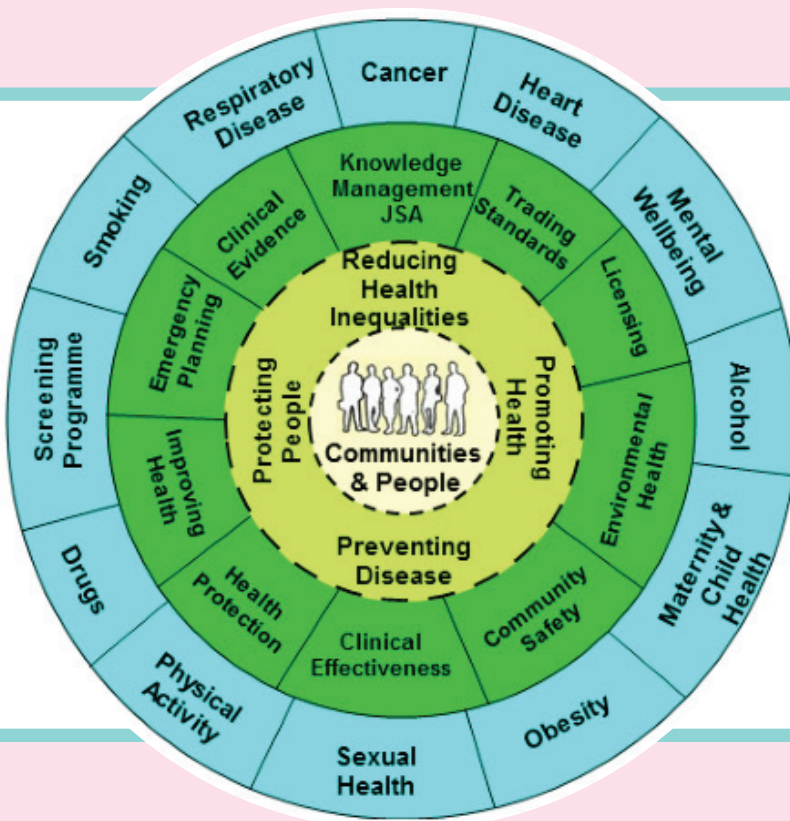 Cancer
Heart
Disease
Mental
Wellbeing
Alcohol
Maternity &
Child
Health
Obesity
Sexual
Health
Physical
Activity
Drugs
Screening
Programme
Smoking
Respiratory
Disease
Knowledge
Management
JSA
Trading
Standards
Licensing
Environmental
Health
Community
Safety
Clinical
Effectiveness
Health
Protection
Improving
Health
Emergency
Planning
Clinical
Evidence
Reducing
Health
Inequalities
Promoting
Health
Preventing
Disease
Protecting
People
Communities
& People